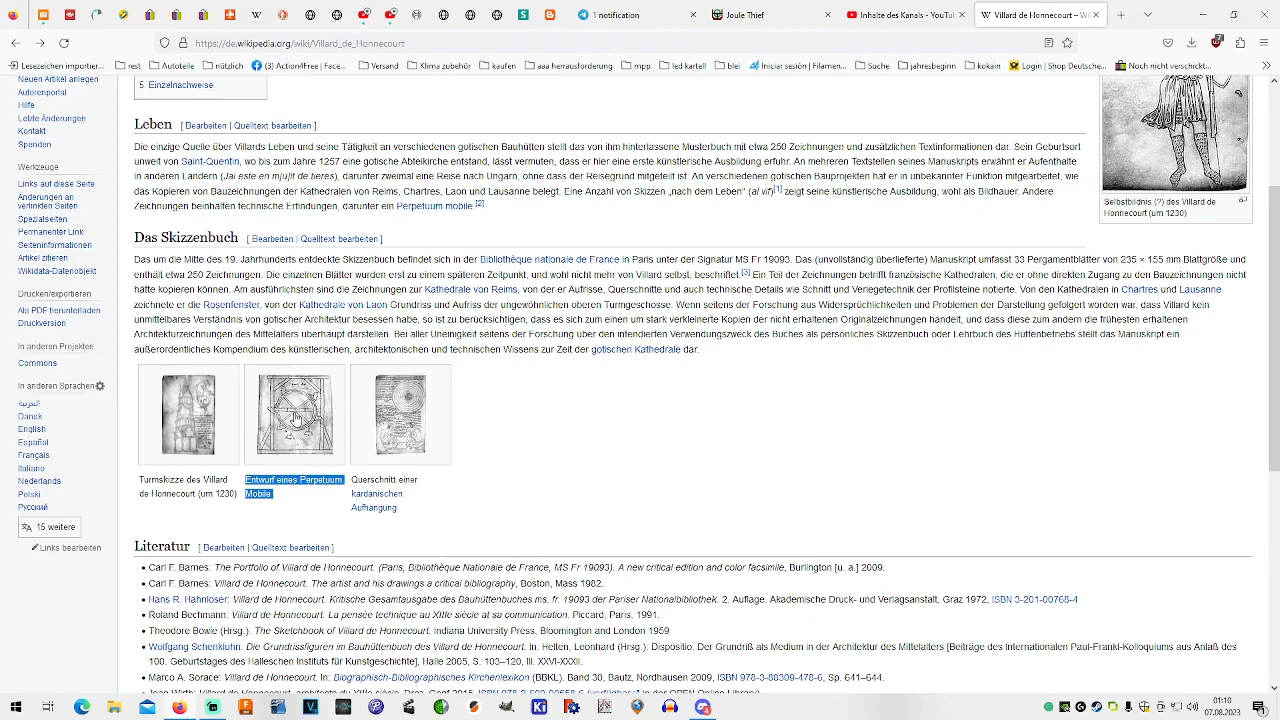 1 notification
Joule Thief
Inhalte des Kanals - YouTub
Villard de Honnecourt – Wi
https://de.wikipedia.org/wiki/Villard_de_Honnecourt
Lesezeichen importier... rest Autoteile nützlich (3) Action4Free | Face... Versand Klima zubehör kaufen aaa herausforderung mpp led kartell blei Iniciar sesión | Filamen... Suche jahresbeginn kokain Login | Shop Deutsche... Noch nicht verschickt...
Neuen Artikel anlegen
Autorenportal
Hilfe
Letzte Änderungen
Kontakt
Spenden
Werkzeuge
Links auf diese Seite
Änderungen an
verlinkten Seiten
Spezialseiten
Permanenter Link
Seiteninformationen
Artikel zitieren
Wikidata-Datenobjekt
Drucken/exportieren
Als PDF herunterladen
Druckversion
In anderen Projekten
Commons
In anderen Sprachen
العربية
Dansk
English
Español
Français
Italiano
Nederlands
Polski
Русский
15 weitere
Links bearbeiten
5 Einzelnachweise
Leben [ Bearbeiten | Quelltext bearbeiten ]
Die einzige Quelle über Villards Leben und seine Tätigkeit an verschiedenen gotischen Bauhütten stellt das von ihm hinterlassene Musterbuch mit etwa 250 Zeichnungen und zusätzlichen Textinformationen dar. Sein Geburtsort
unweit von Saint-Quentin, wo bis zum Jahre 1257 eine gotische Abteikirche entstand, lässt vermuten, dass er hier eine erste künstlerische Ausbildung erfuhr. An mehreren Textstellen seines Manuskripts erwähnt er Aufenthalte
in anderen Ländern (Jai este en m[u]lt de tieres), darunter zweimal eine Reise nach Ungarn, ohne dass der Reisegrund mitgeteilt ist. An verschiedenen gotischen Bauprojekten hat er in unbekannter Funktion mitgearbeitet, wie
das Kopieren von Bauzeichnungen der Kathedralen von Reims, Chartres, Laon und Lausanne belegt. Eine Anzahl von Skizzen „nach dem Leben“ (al vif)[1] zeigt seine künstlerische Ausbildung, wohl als Bildhauer. Andere
Zeichnungen beinhalten technische Erfindungen, darunter ein Perpetuum mobile.[2]
Selbstbildnis (?) des Villard de
Honnecourt (um 1230)
Das Skizzenbuch [ Bearbeiten | Quelltext bearbeiten ]
Das um die Mitte des 19. Jahrhunderts entdeckte Skizzenbuch befindet sich in der Bibliothèque nationale de France in Paris unter der Signatur MS Fr 19093. Das (unvollständig überlieferte) Manuskript umfasst 33 Pergamentblätter von 235 × 155 mm Blattgröße und
enthält etwa 250 Zeichnungen. Die einzelnen Blätter wurden erst zu einem späteren Zeitpunkt, und wohl nicht mehr von Villard selbst, beschriftet.[3] Ein Teil der Zeichnungen betrifft französische Kathedralen, die er ohne direkten Zugang zu den Bauzeichnungen nicht
hätte kopieren können. Am ausführlichsten sind die Zeichnungen zur Kathedrale von Reims, von der er Aufrisse, Querschnitte und auch technische Details wie Schnitt und Verlegetechnik der Profilsteine notierte. Von den Kathedralen in Chartres und Lausanne
zeichnete er die Rosenfenster, von der Kathedrale von Laon Grundriss und Aufriss der ungewöhnlichen oberen Turmgeschosse. Wenn seitens der Forschung aus Widersprüchlichkeiten und Problemen der Darstellung gefolgert worden war, dass Villard kein
unmittelbares Verständnis von gotischer Architektur besessen habe, so ist zu berücksichtigen, dass es sich zum einen um stark verkleinerte Kopien der nicht erhaltenen Originalzeichnungen handelt, und dass diese zum andern die frühesten erhaltenen
Architekturzeichnungen des Mittelalters überhaupt darstellen. Bei aller Uneinigkeit seitens der Forschung über den intendierten Verwendungszweck des Buches als persönliches Skizzenbuch oder Lehrbuch des Hüttenbetriebs stellt das Manuskript ein
außerordentliches Kompendium des künstlerischen, architektonischen und technischen Wissens zur Zeit der gotischen Kathedrale dar.
Turmskizze des Villard
de Honnecourt (um 1230)
Entwurf eines Perpetuum
Mobile
Querschnitt einer
kardanischen
Aufhängung
Literatur [ Bearbeiten | Quelltext bearbeiten ]
Carl F. Barnes: The Portfolio of Villard de Honnecourt. (Paris, Bibliothèque Nationale de France, MS Fr 19093). A new critical edition and color facsimile, Burlington [u. a.] 2009.
Carl F. Barnes: Villard de Honnecourt. The artist and his drawings a critical bibliography, Boston, Mass 1982.
Hans R. Hahnloser: Villard de Honnecourt. Kritische Gesamtausgabe des Bauhüttenbuches ms. fr. 19093 der Pariser Nationalbibliothek. 2. Auflage. Akademische Druck- und Verlagsanstalt, Graz 1972, ISBN 3-201-00768-4
Roland Bechmann: Villard de Honnecourt. La pensée technique au XIIIe siècle et sa communication. Piccard, Paris, 1991.
Theodore Bowie (Hrsg.). The Sketchbook of Villard de Honnecourt. Indiana University Press, Bloomington and London 1959
Wolfgang Schenkluhn. Die Grundrissfiguren im Bauhüttenbuch des Villard de Honnecourt. In: Helten, Leonhard (Hrsg.). Dispositio. Der Grundriß als Medium in der Architektur des Mittelalters [Beiträge des Internationalen Paul-Frankl-Kolloquiums aus Anlaß des
100. Geburtstages des Halleschen Instituts für Kunstgeschichte], Halle 2005, S. 103–120, Ill. XXVI-XXXII.
Marco A. Sorace: Villard de Honnecourt. In: Biographisch-Bibliographisches Kirchenlexikon (BBKL). Band 30, Bautz, Nordhausen 2009, ISBN 978-3-88309-478-6, Sp. 641–644.
01:10
07.08.2023